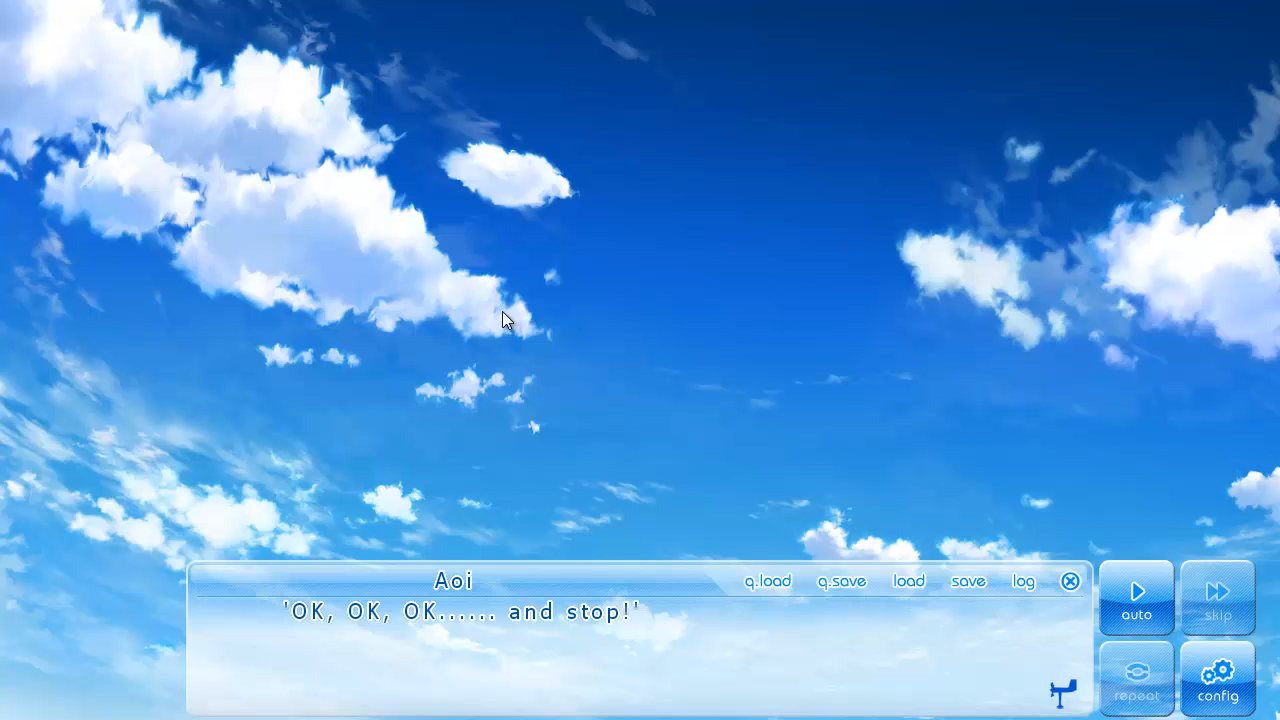 Aoi
q.load q.save load save log
'OK, OK, OK...... and stop!'
auto
skip
repeat
config